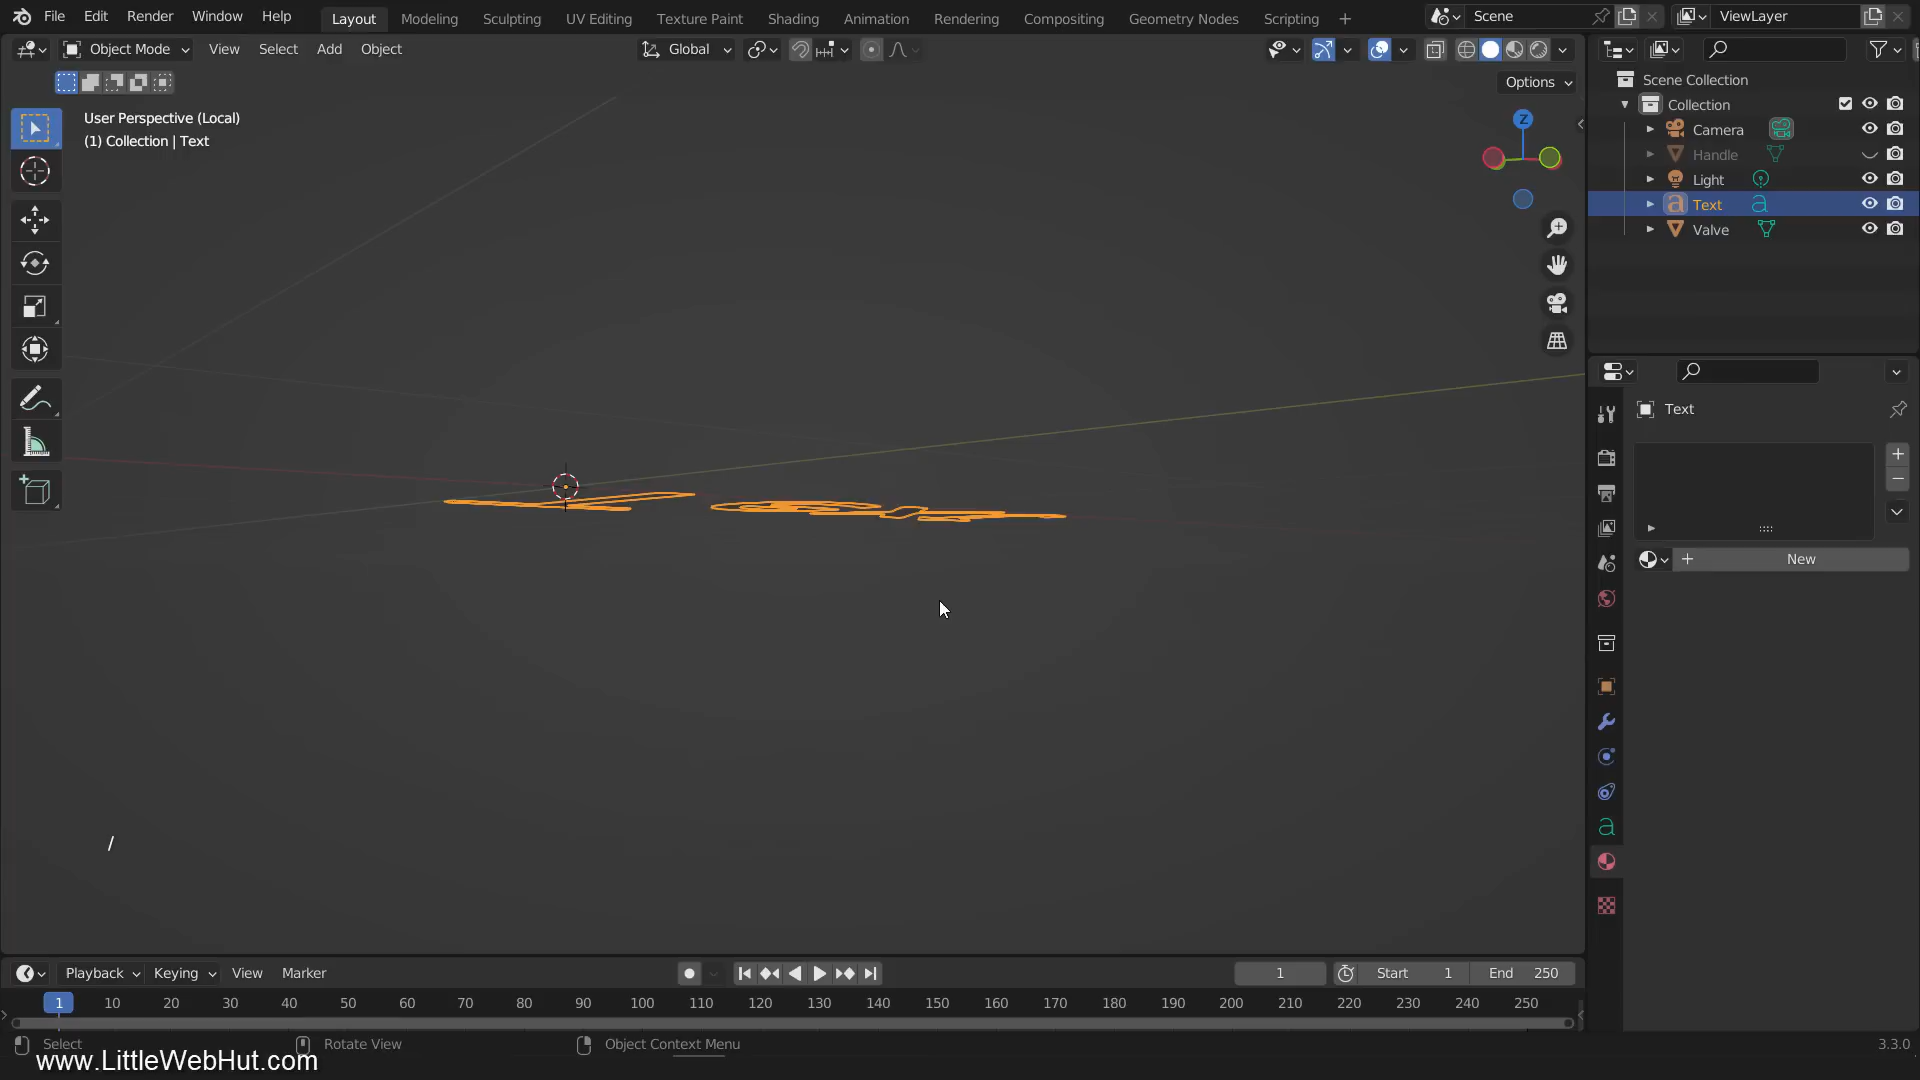 File Edit Render Window Help Layout Modeling Sculpting UV Editing Texture Paint Shading Animation Rendering Compositing Geometry Nodes Scripting + Scene ViewLayer
Object Mode View Select Add Object Global
Options
User Perspective (Local)
(1) Collection | Text
Z
Scene Collection
Collection
Camera
Handle
Light
Text
Valve
Text
+ New
/
Playback Keying View Marker 1 Start 1 End 250
1 10 20 30 40 50 60 70 80 90 100 110 120 130 140 150 160 170 180 190 200 210 220 230 240 250
Select Rotate View Object Context Menu 3.3.0
www.LittleWebHut.com